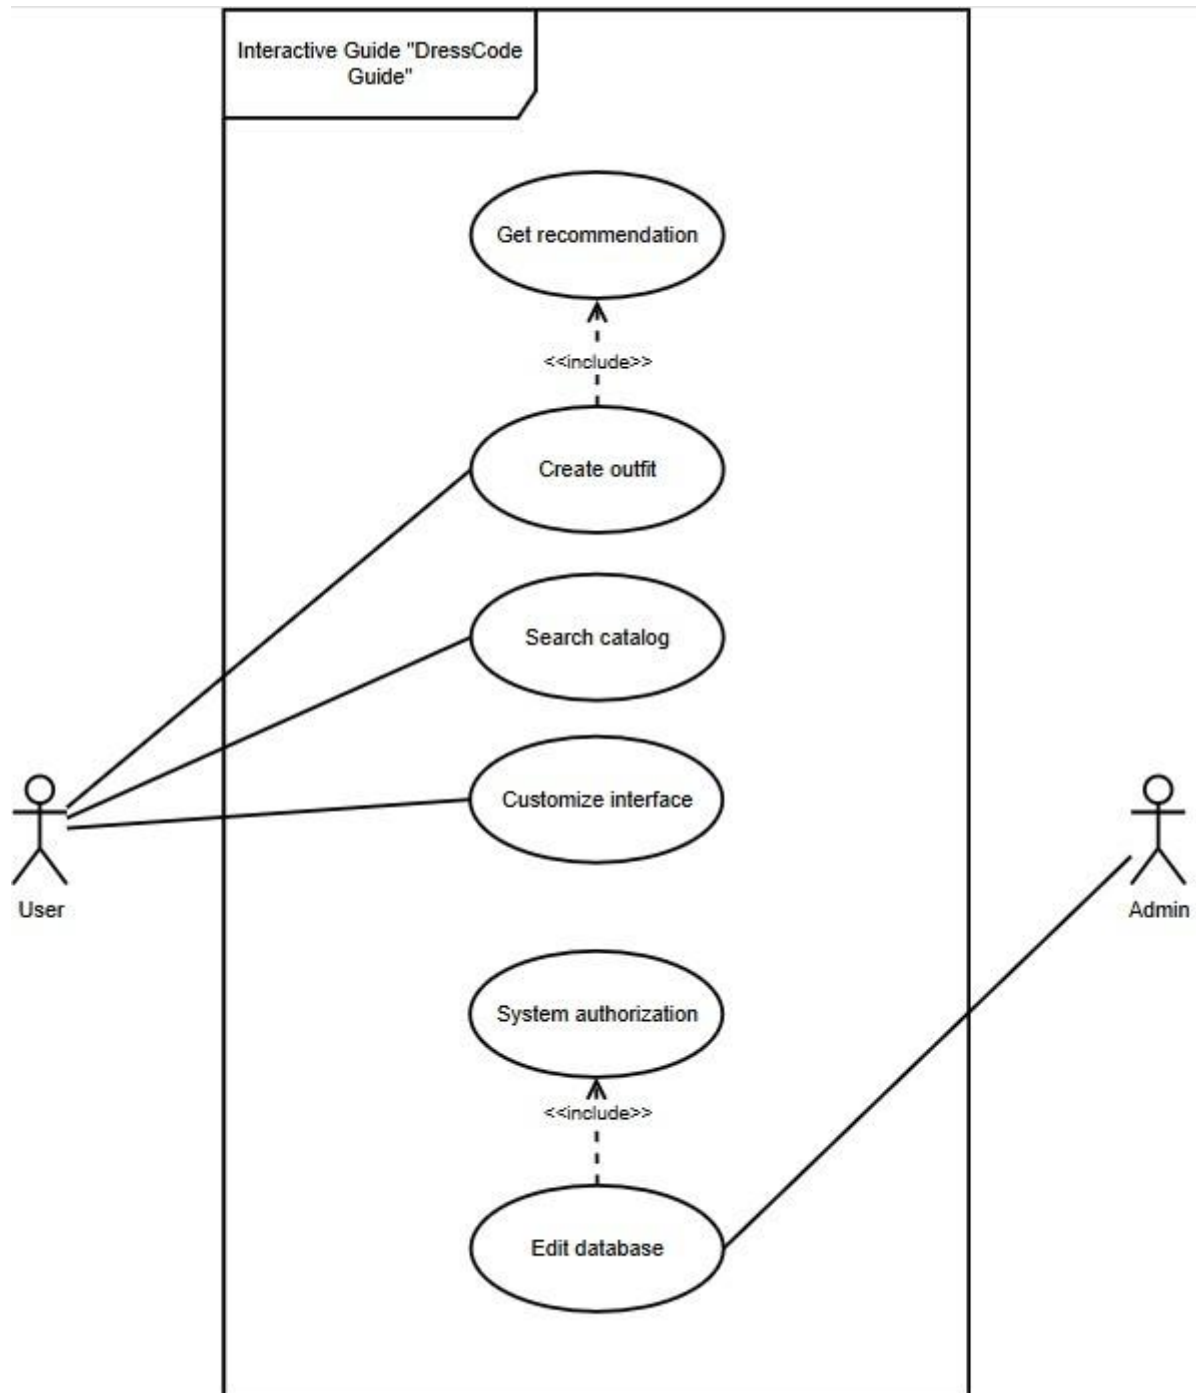 Interactive Guide "DressCode
Guide"
Get recommendation
<<include>>
Create outfit
Search catalog
Customize interface
User
Admin
System authorization
<<include>>
Edit database